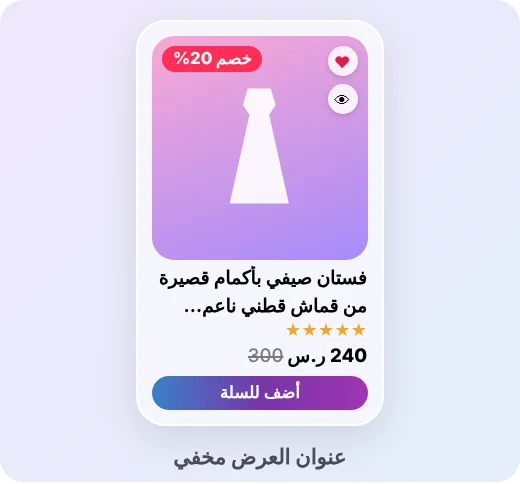 خصم 20%
فستان صيفي بأكمام قصيرة
من قماش قطني ناعم...
240 ر.س 300
أضف للسلة
عنوان العرض مخفي